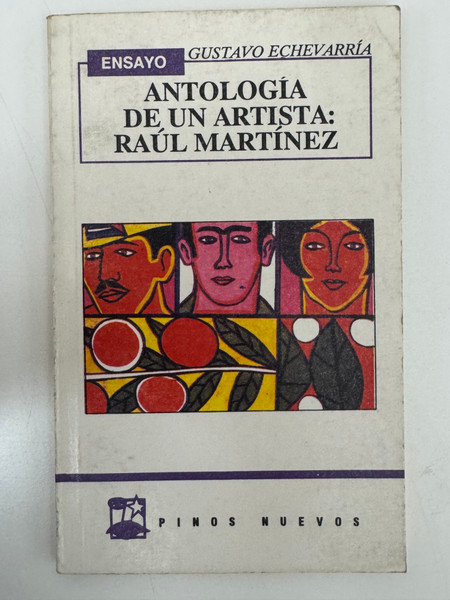 ENSAYO
GUSTAVO ECHEVARRÍA
ANTOLOGÍA
DE UN ARTISTA:
RAÚL MARTÍNEZ
PINOS NUEVOS